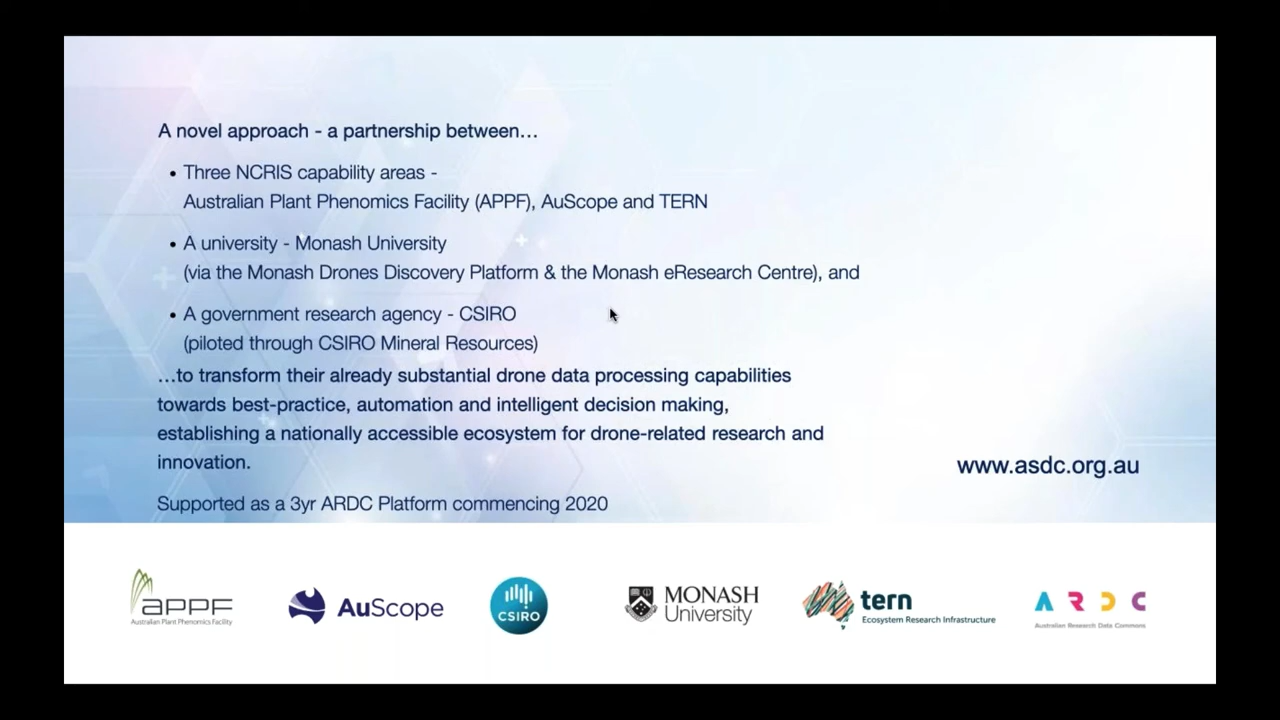 A novel approach - a partnership between…
• Three NCRIS capability areas -
Australian Plant Phenomics Facility (APPF), AuScope and TERN
• A university - Monash University
(via the Monash Drones Discovery Platform & the Monash eResearch Centre), and
• A government research agency - CSIRO
(piloted through CSIRO Mineral Resources)
…to transform their already substantial drone data processing capabilities
towards best-practice, automation and intelligent decision making,
establishing a nationally accessible ecosystem for drone-related research and
innovation.
www.asdc.org.au
Supported as a 3yr ARDC Platform commencing 2020
APPF
Australian Plant Phenomics Facility
AuScope
CSIRO
MONASH
University
tern
Ecosystem Research Infrastructure
ARDC
Australian Research Data Commons